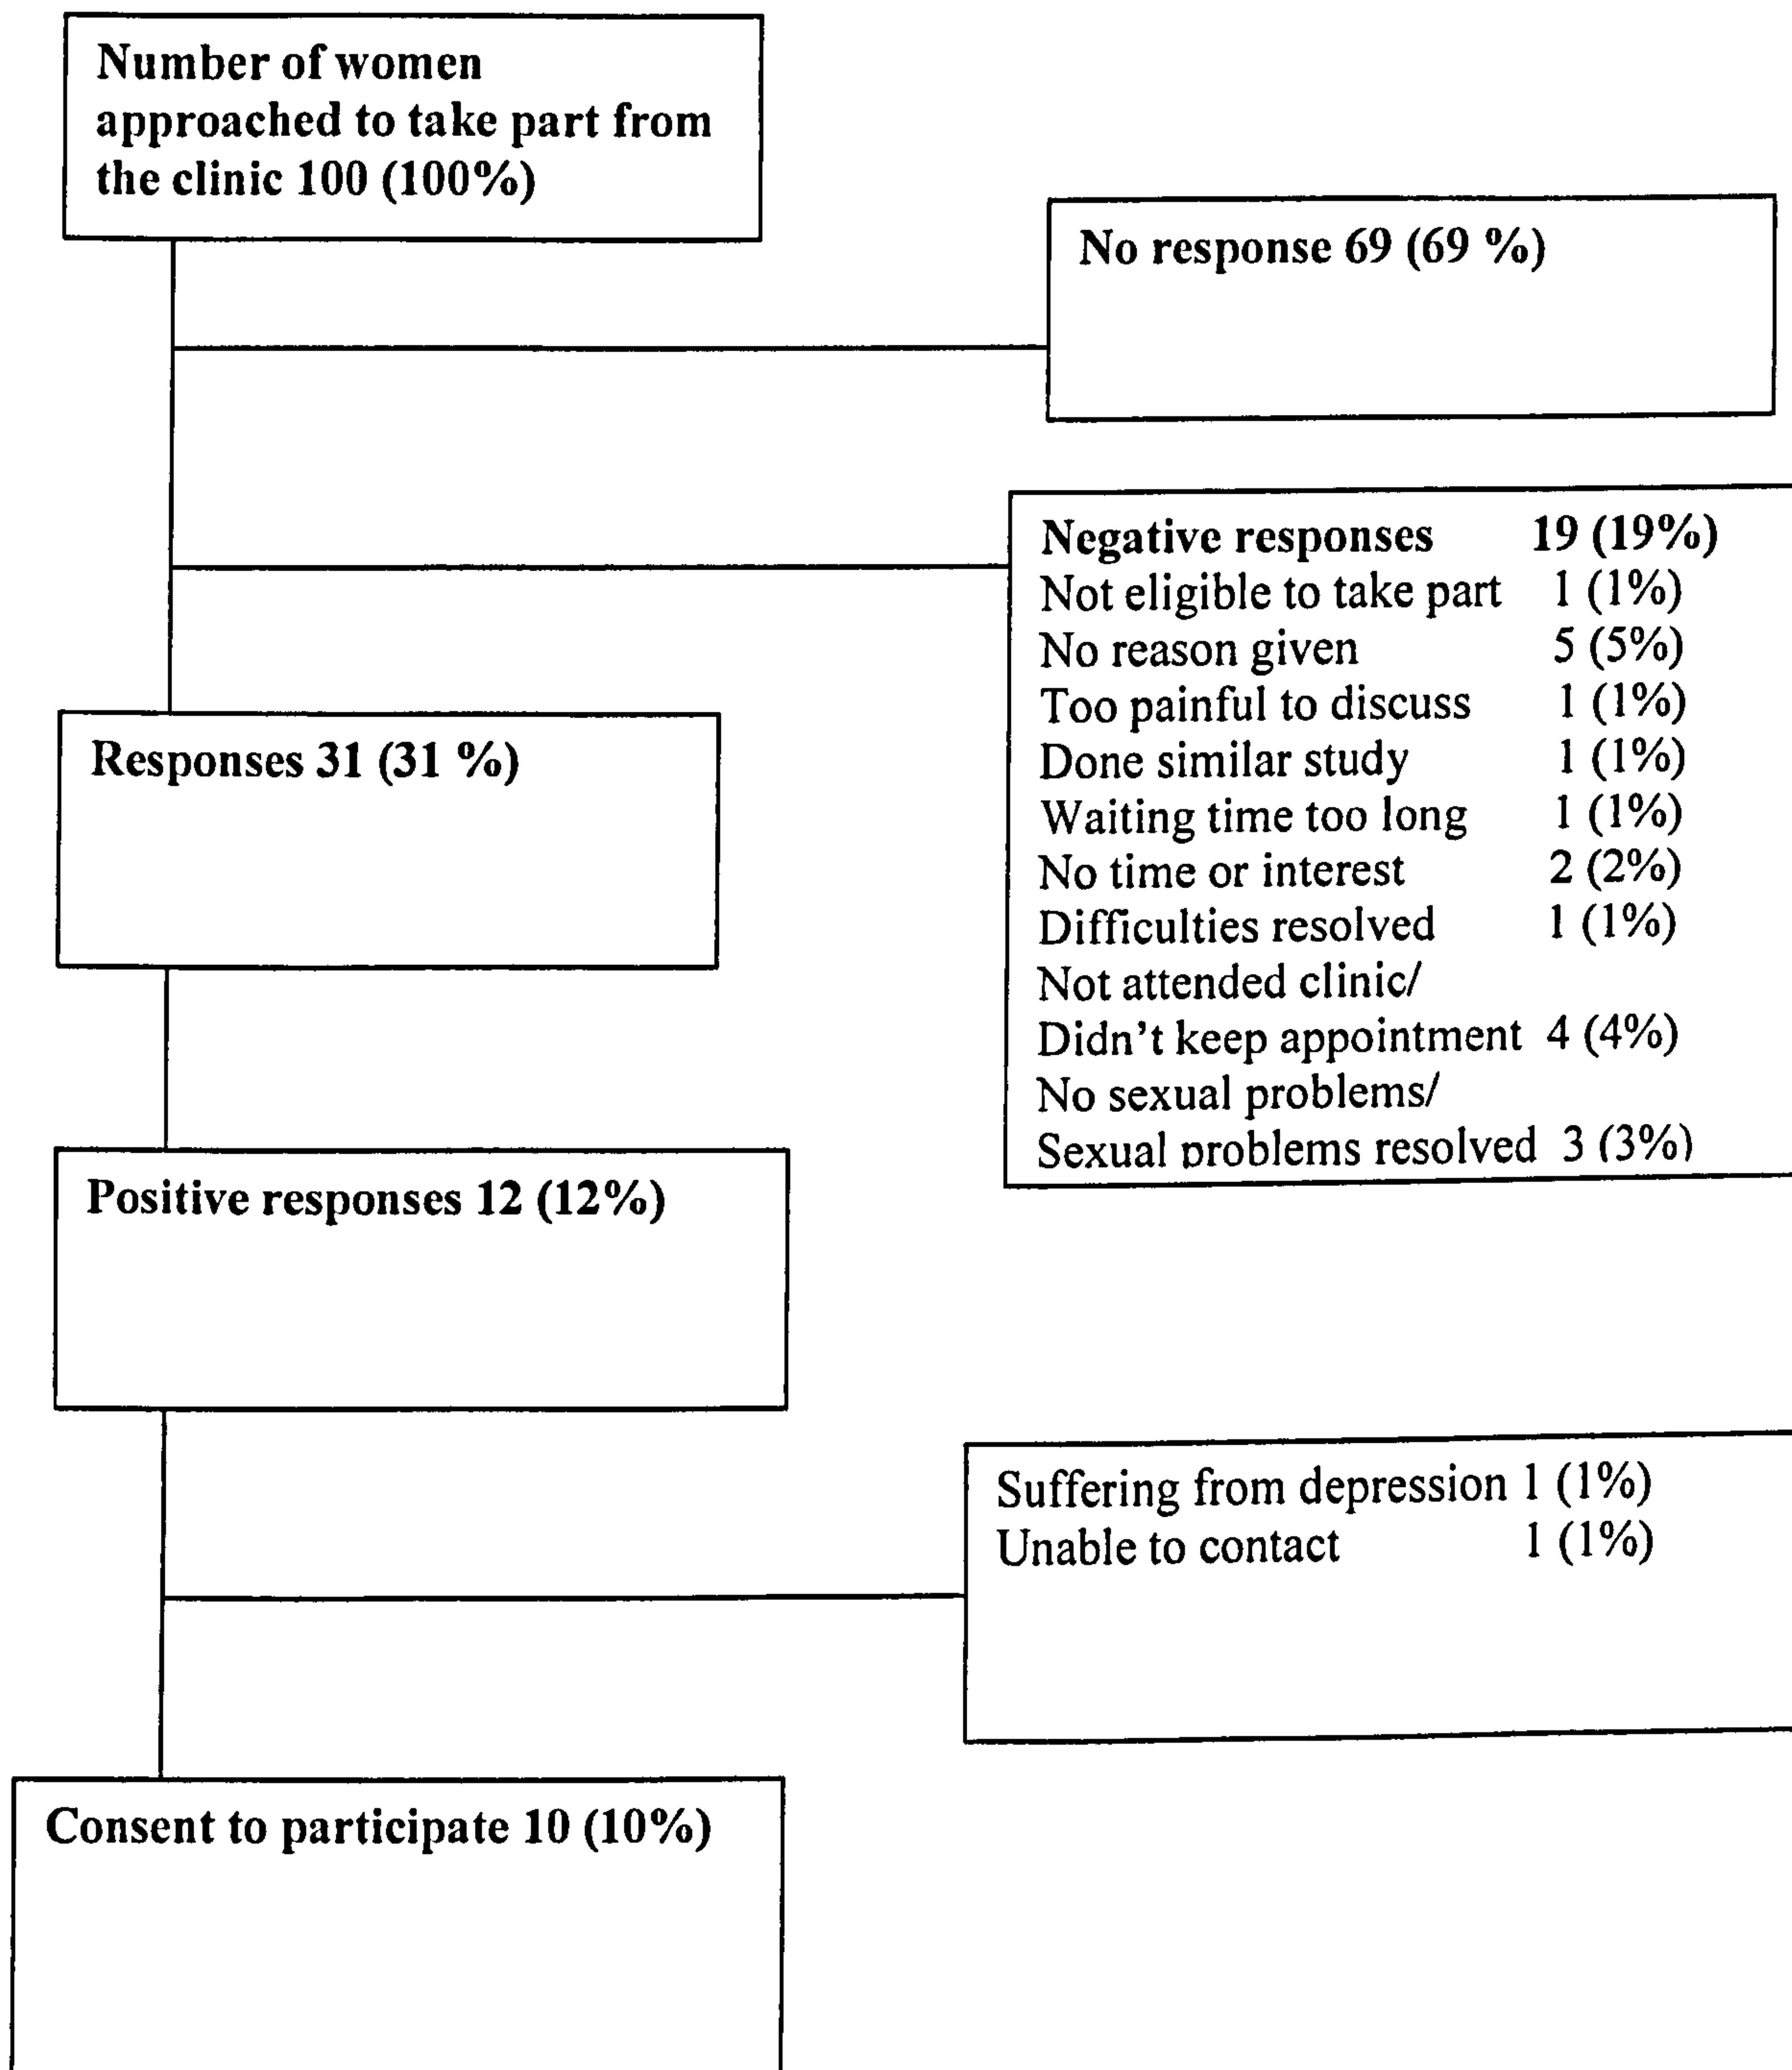 Number of women
approached to take part from
the clinic 100 (100%)
No response 69 (69 %)
Negative responses 19 (19%)
Not eligible to take part 1 (1%)
No reason given 5 (5%)
Too painful to discuss 1 (1%)
Done similar study 1 (1%)
Waiting time too long 1 (1%)
No time or interest 2 (2%)
Difficulties resolved 1 (1%)
Not attended clinic/
Didn't keep appointment 4 (4%)
No sexual problems/
Sexual problems resolved 3 (3%)
Responses 31 (31 %)
Positive responses 12 (12%)
Suffering from depression 1 (1%)
Unable to contact 1 (1%)
Consent to participate 10 (10%)